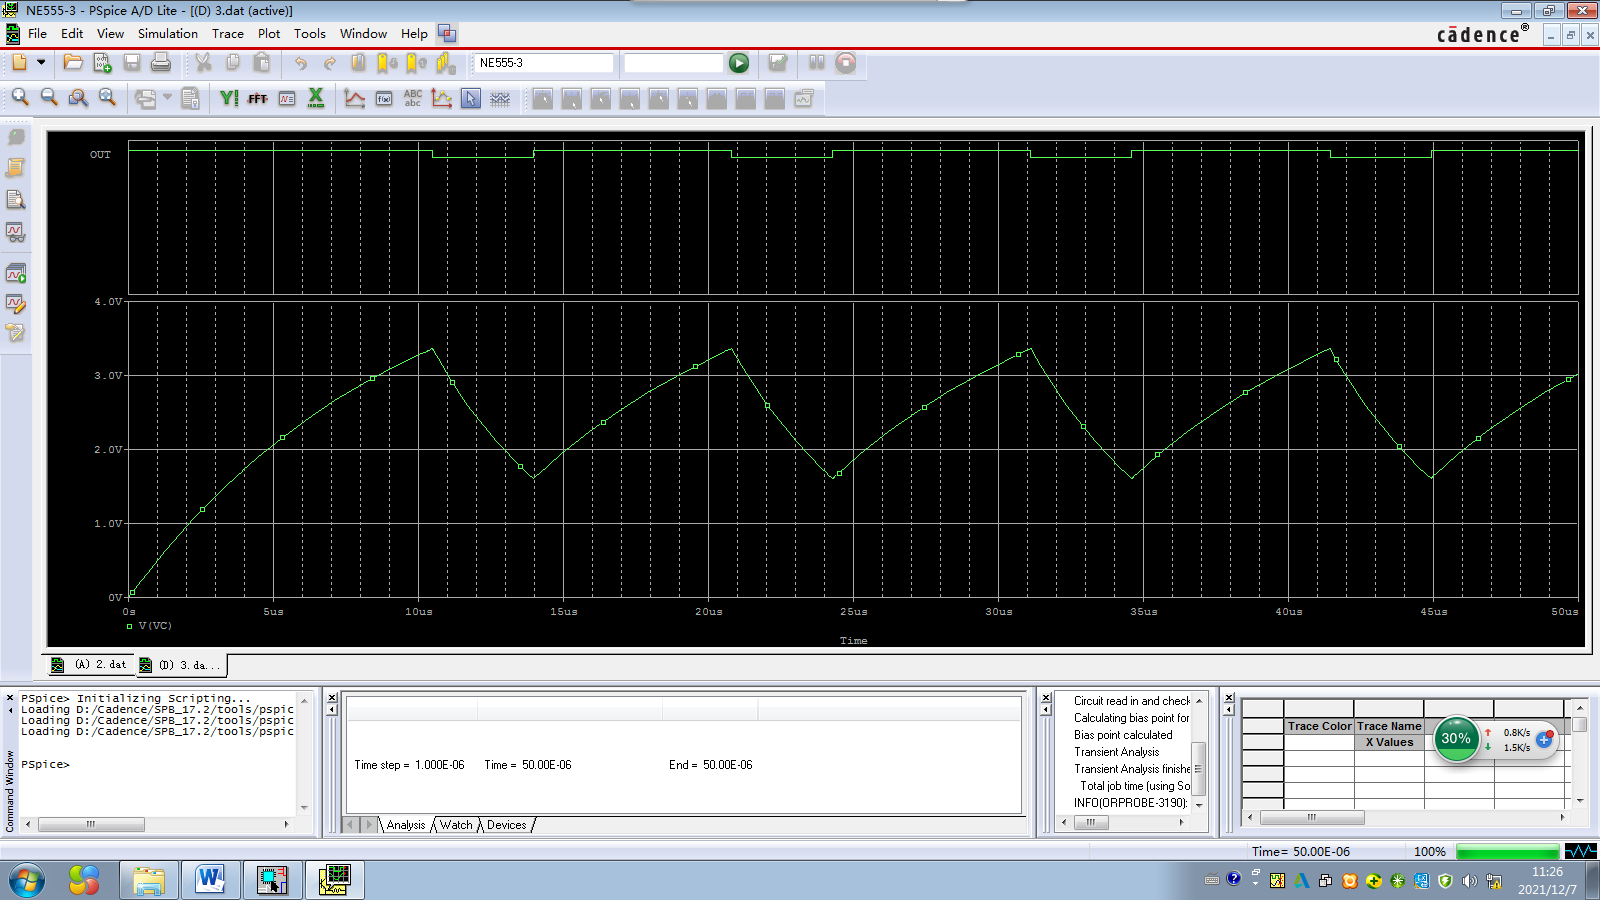 NE555-3 - PSpice A/D Lite - [(D) 3.dat (active)]
File Edit View Simulation Trace Plot Tools Window Help
cādence®
NE555-3
FFT
ABC
abc
OUT
4.0V
3.0V
2.0V
1.0V
0V
0s 5us 10us 15us 20us 25us 30us 35us 40us 45us 50us
V(VC)
Time
(A) 2.dat (D) 3.da...
Command Window
PSpice> Initializing Scripting...
Loading D:/Cadence/SPB_17.2/tools/pspic
Loading D:/Cadence/SPB_17.2/tools/pspic
Loading D:/Cadence/SPB_17.2/tools/pspic
PSpice>
Time step = 1.000E-06 Time = 50.00E-06 End = 50.00E-06
Analysis Watch Devices
Circuit read in and check
Calculating bias point for
Bias point calculated
Transient Analysis
Transient Analysis finishe
Total job time (using So
INFO(ORPROBE-3190):
Trace Color Trace Name
X Values
30%
0.8K/s
1.5K/s
Time= 50.00E-06 100%
11:26
2021/12/7